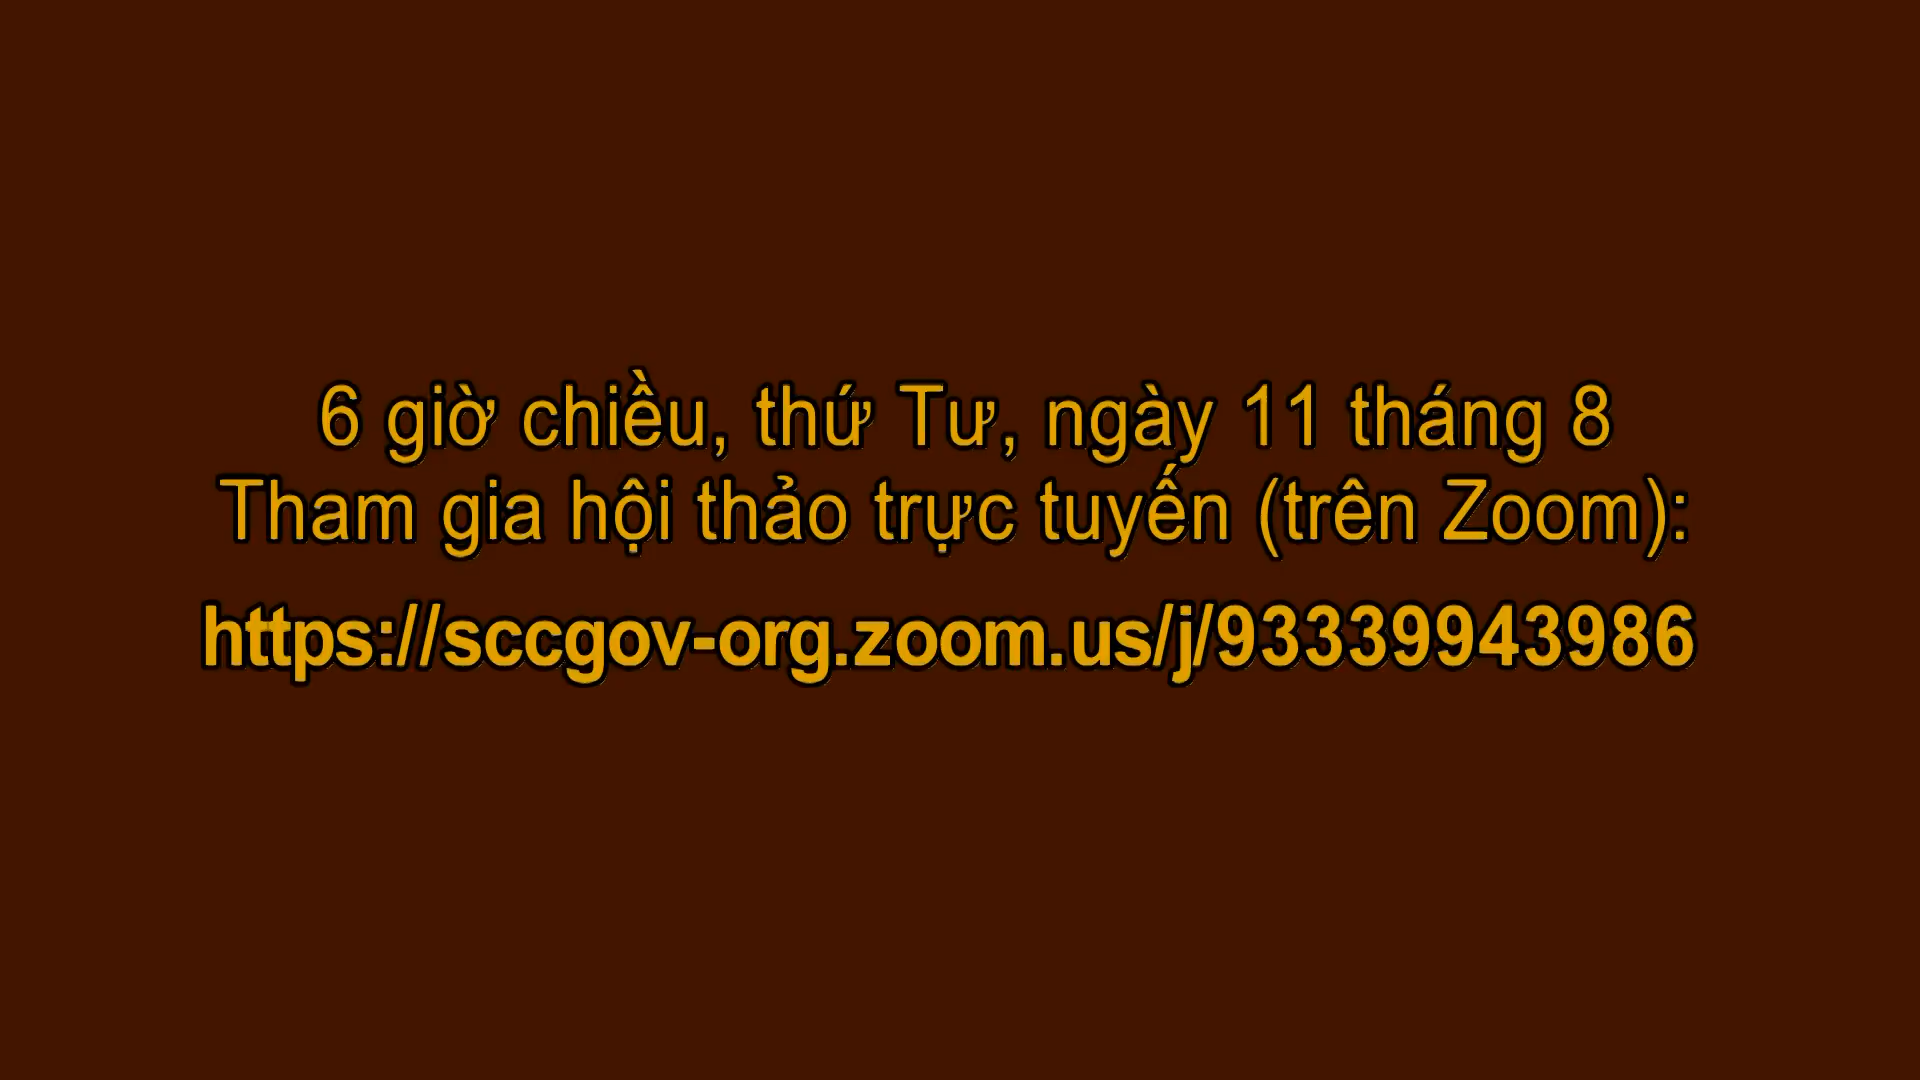 6 giờ chiều, thứ Tư, ngày 11 tháng 8
Tham gia hội thảo trực tuyến (trên Zoom):
https://sccgov-org.zoom.us/j/93339943986